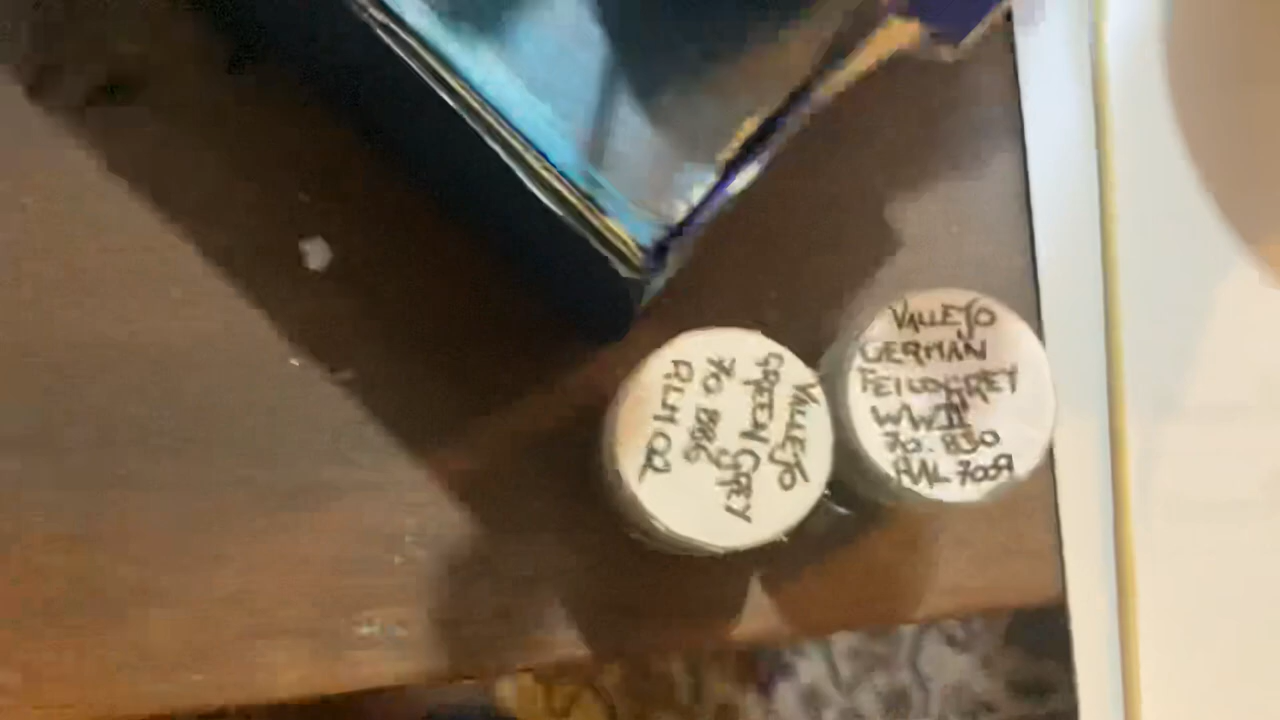 VALLEJO
GREEN GREY
70 886
RLM 02
VALLEJO
GERMAN
FEILDGREY
WWII
70.830
RAL 7009